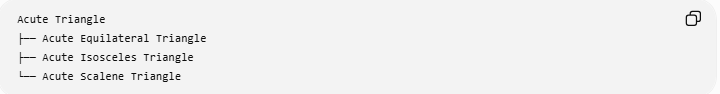 Acute Triangle
├── Acute Equilateral Triangle
├── Acute Isosceles Triangle
└── Acute Scalene Triangle